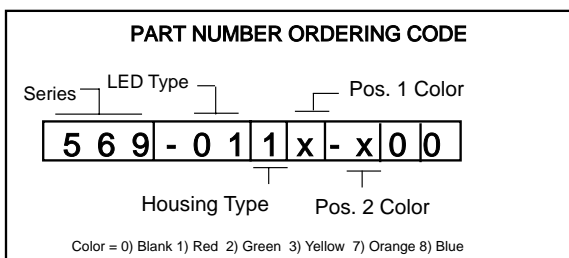 PART NUMBER ORDERING CODE
Series
LED Type
Pos. 1 Color
5 6 9 - 0 1 1 x - x 0 0
Housing Type
Pos. 2 Color
Color = 0) Blank 1) Red 2) Green 3) Yellow 7) Orange 8) Blue